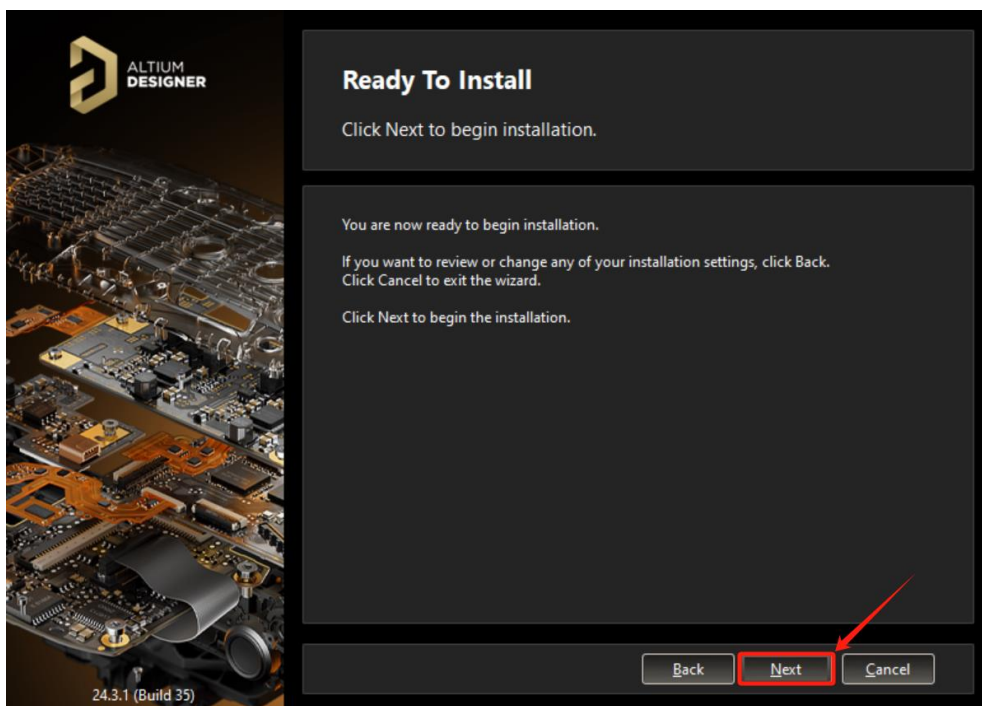 ALTIUM
DESIGNER
Ready To Install
Click Next to begin installation.
You are now ready to begin installation.
If you want to review or change any of your installation settings, click Back.
Click Cancel to exit the wizard.
Click Next to begin the installation.
Back
Next
Cancel
24.3.1 (Build 35)